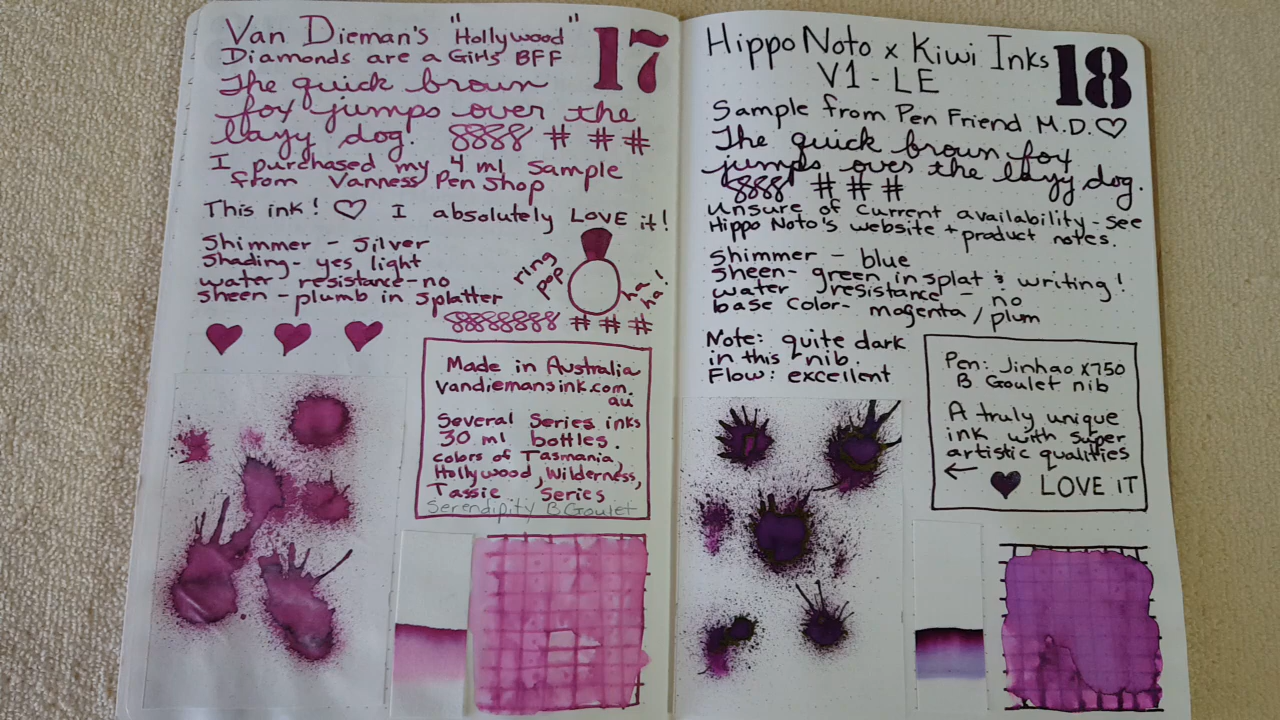 Van Dieman's "Hollywood"
Diamonds are a Girls BFF
17
The quick brown
fox jumps over the
layy dog. 8888 # # #
I purchased my 4 ml sample
from Vanness Pen Shop
This ink! ♡ I absolutely LOVE it!
Shimmer - Silver
Shading - yes light
water resistance - no
sheen - plumb in splatter
ring
pop
ha!
ha!
88888888 # # #
Made in Australia
vandiemansink.com.
au
Several Series inks
30 ml bottles.
colors of Tasmania,
Hollywood, Wilderness,
Tassie Series
Serendipity B Goulet
Hippo Noto x Kiwi Inks
V1 - LE
18
Sample from Pen Friend M.D. ♡
The quick brown fox
jumps over the layy dog.
8888 # # #
Unsure of current availability - see
Hippo Noto's website + product notes.
shimmer - blue
sheen - green in splat & writing!
water resistance - no
base color - magenta / plum
Note: quite dark
in this nib.
Flow: excellent
Pen: Jinhao X750
B Goulet nib
A truly unique
ink with super
artistic qualities
← ♥ LOVE IT